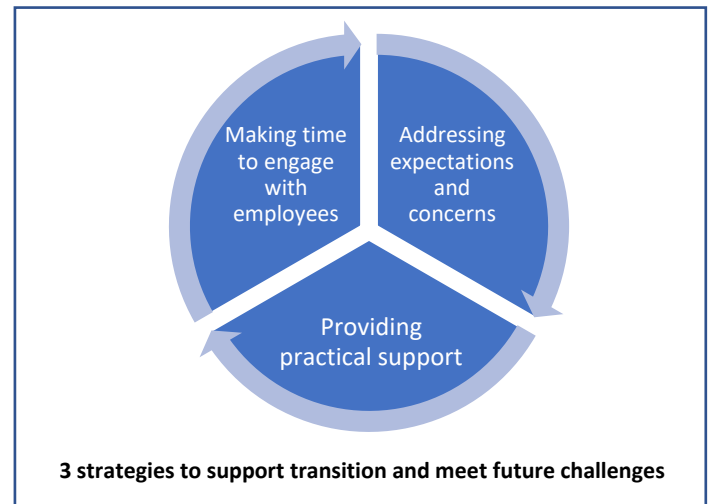 Making time
to engage
with
employees
Addressing
expectations
and
concerns
Providing
practical support
3 strategies to support transition and meet future challenges